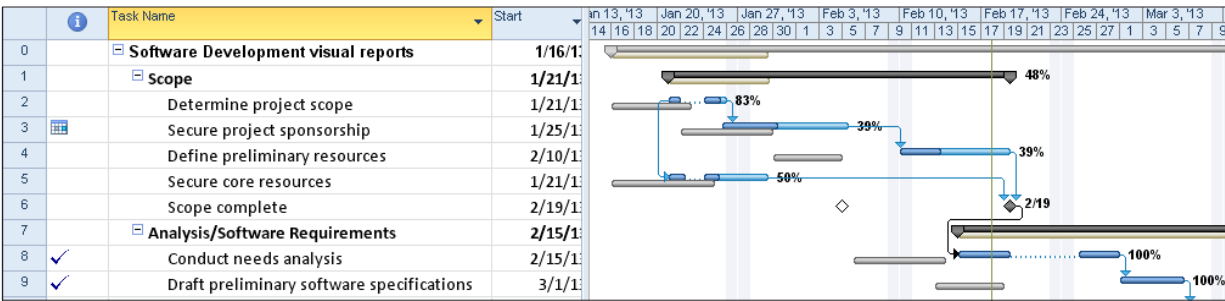 Task Name Start n 13, '13 Jan 20, '13 Jan 27, '13 Feb 3, '13 Feb 10, '13 Feb 17, '13 Feb 24, '13 Mar 3, '13
14 16 18 20 22 24 26 28 30 1 3 5 7 9 11 13 15 17 19 21 23 25 27 1 3 5 7 9
0 Software Development visual reports 1/16/1
1 Scope 1/21/1 48%
2 Determine project scope 1/21/1 83%
3 Secure project sponsorship 1/25/1 39%
4 Define preliminary resources 2/10/1 39%
5 Secure core resources 1/21/1 50%
6 Scope complete 2/19/1 2/19
7 Analysis/Software Requirements 2/15/1
8 Conduct needs analysis 2/15/1 100%
9 Draft preliminary software specifications 3/1/1 100%